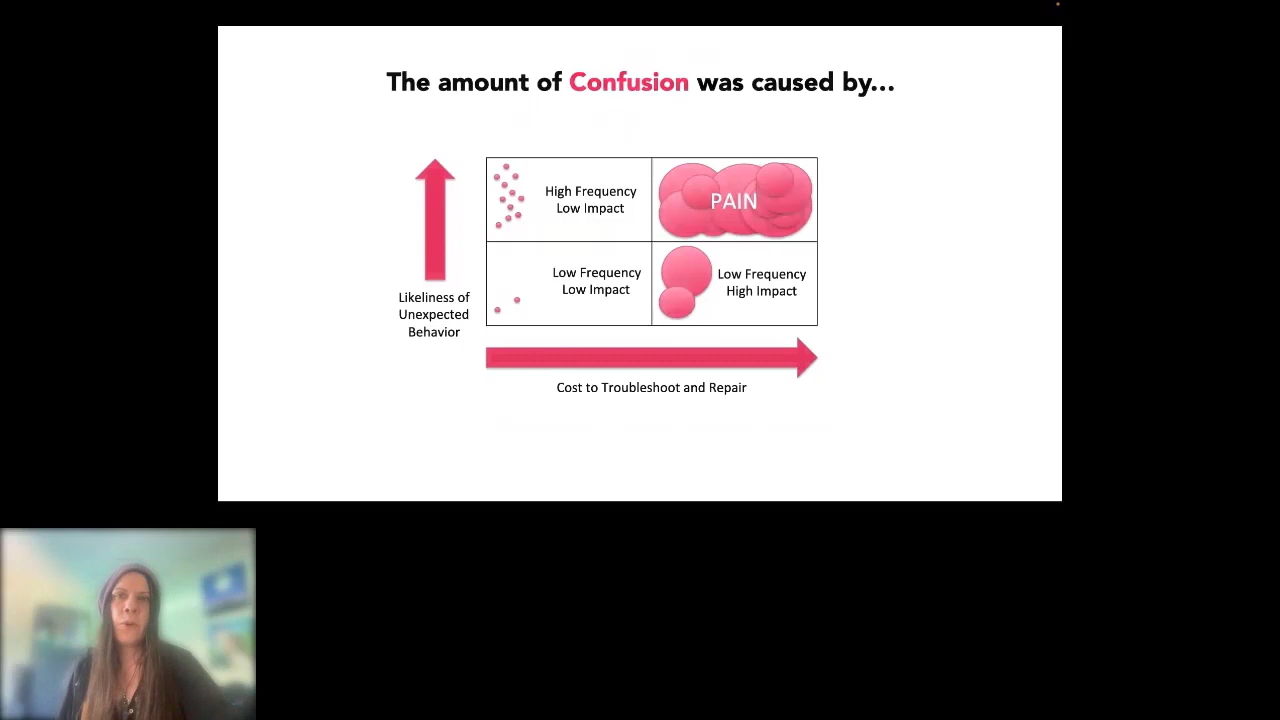 The amount of Confusion was caused by...
High Frequency
Low Impact
PAIN
Low Frequency
Low Impact
Low Frequency
High Impact
Likeliness of
Unexpected
Behavior
Cost to Troubleshoot and Repair